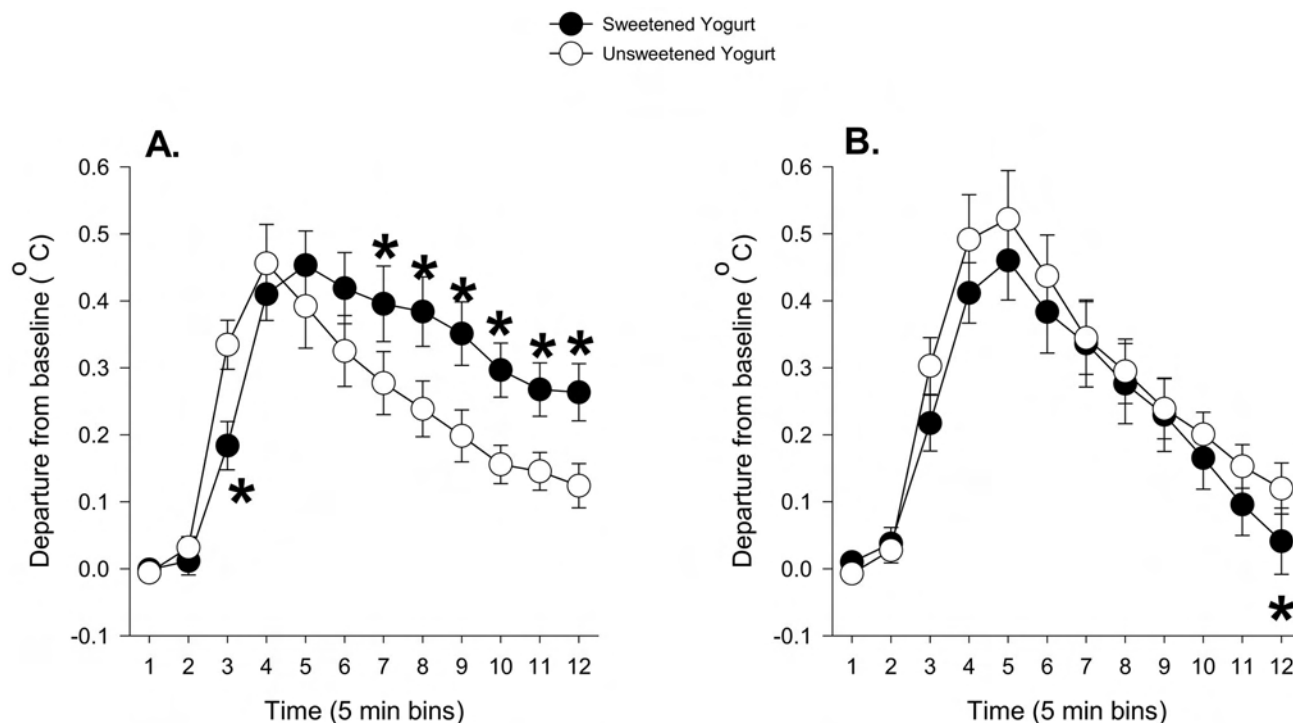 Sweetened Yogurt
Unsweetened Yogurt
A.
0.6
0.5
0.4
0.3
0.2
0.1
0.0
-0.1
Departure from baseline (°C)
1 2 3 4 5 6 7 8 9 10 11 12
Time (5 min bins)
* * * * * * *
B.
0.6
0.5
0.4
0.3
0.2
0.1
0.0
-0.1
Departure from baseline (°C)
1 2 3 4 5 6 7 8 9 10 11 12
Time (5 min bins)
*